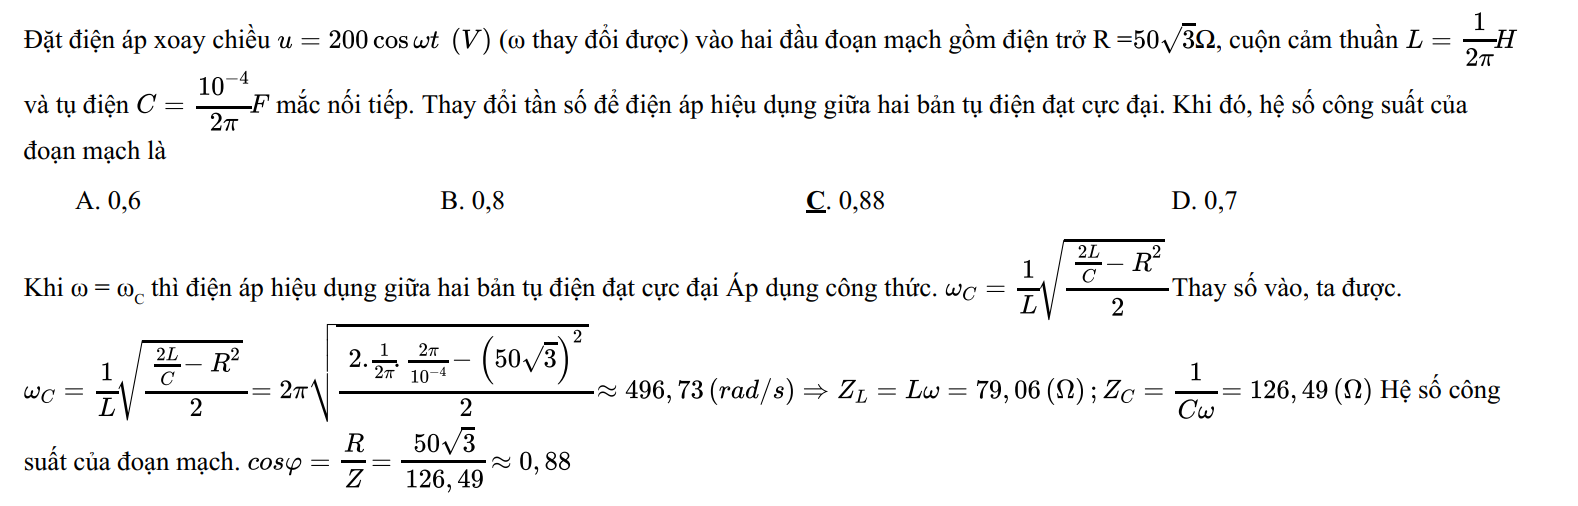 Đặt điện áp xoay chiều $u = 200\cos\omega t\ (V)$ (ω thay đổi được) vào hai đầu đoạn mạch gồm điện trở R =$50\sqrt{3}$Ω, cuộn cảm thuần $L = \frac{1}{2\pi}H$
và tụ điện $C = \frac{10^{-4}}{2\pi}F$ mắc nối tiếp. Thay đổi tần số để điện áp hiệu dụng giữa hai bản tụ điện đạt cực đại. Khi đó, hệ số công suất của
đoạn mạch là
A. 0,6 B. 0,8 C. 0,88 D. 0,7
Khi ω = ω_C thì điện áp hiệu dụng giữa hai bản tụ điện đạt cực đại Áp dụng công thức. $\omega_C = \frac{1}{L}\sqrt{\frac{\frac{2L}{C} - R^2}{2}}$ Thay số vào, ta được.
$\omega_C = \frac{1}{L}\sqrt{\frac{\frac{2L}{C} - R^2}{2}} = 2\pi\sqrt{\frac{2.\frac{1}{2\pi}.\frac{2\pi}{10^{-4}} - \left(50\sqrt{3}\right)^2}{2}} \approx 496,73\,(rad/s) \Rightarrow Z_L = L\omega = 79,06\,(\Omega)\,; Z_C = \frac{1}{C\omega} = 126,49\,(\Omega)$ Hệ số công
suất của đoạn mạch. $cos\varphi = \frac{R}{Z} = \frac{50\sqrt{3}}{126,49} \approx 0,88$